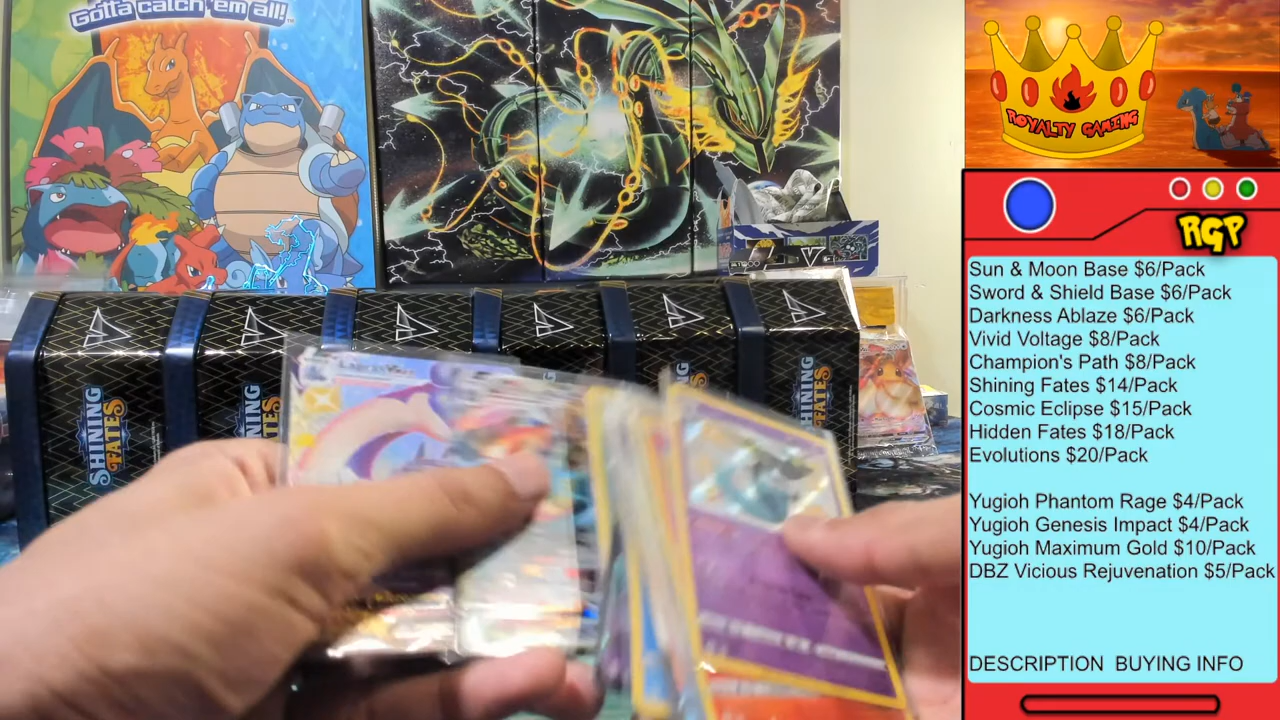 Gotta catch 'em all!
ROYALTY GAMING
RGP
Sun & Moon Base $6/Pack
Sword & Shield Base $6/Pack
Darkness Ablaze $6/Pack
Vivid Voltage $8/Pack
Champion's Path $8/Pack
Shining Fates $14/Pack
Cosmic Eclipse $15/Pack
Hidden Fates $18/Pack
Evolutions $20/Pack
Yugioh Phantom Rage $4/Pack
Yugioh Genesis Impact $4/Pack
Yugioh Maximum Gold $10/Pack
DBZ Vicious Rejuvenation $5/Pack
DESCRIPTION BUYING INFO
SHINING FATES
SHINING FATES
SHINING FATES